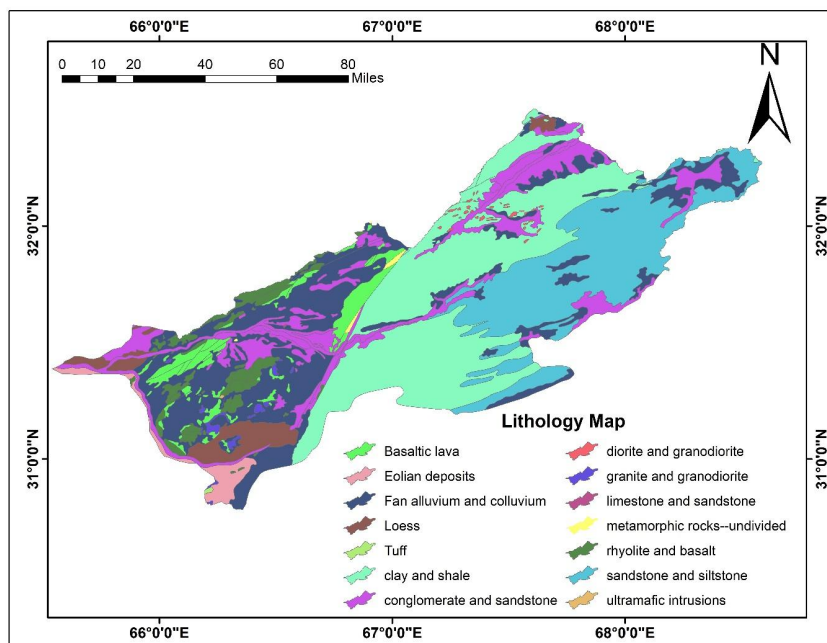 66°0'0"E 67°0'0"E 68°0'0"E
0 10 20 40 60 80
Miles
N
32°0'0"N 32°0'0"N
31°0'0"N 31°0'0"N
Lithology Map
Basaltic lava
Eolian deposits
Fan alluvium and colluvium
Loess
Tuff
clay and shale
conglomerate and sandstone
diorite and granodiorite
granite and granodiorite
limestone and sandstone
metamorphic rocks--undivided
rhyolite and basalt
sandstone and siltstone
ultramafic intrusions
66°0'0"E 67°0'0"E 68°0'0"E